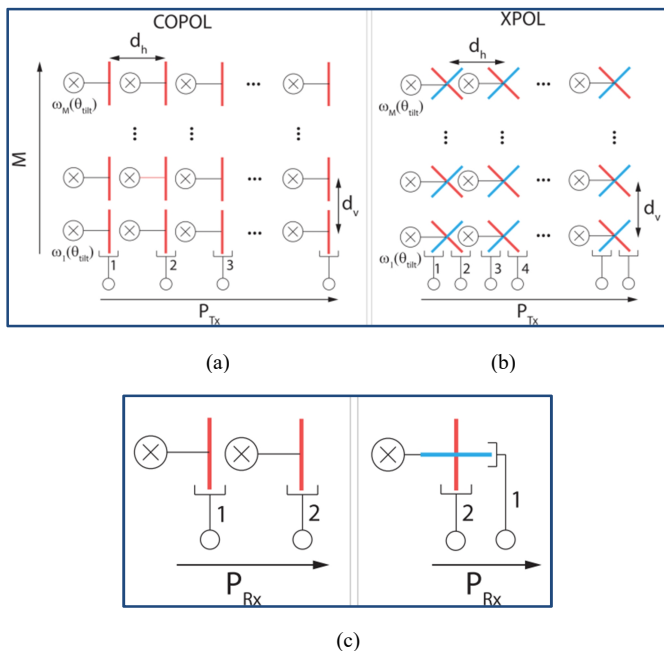 COPOL
d_h
ω_M(θ_tilt)
M
d_v
ω_1(θ_tilt)
1 2 3
P_Tx
(a)
XPOL
d_h
ω_M(θ_tilt)
d_v
ω_1(θ_tilt)
1 2 3 4
P_Tx
(b)
1 2
P_Rx
1
2
P_Rx
(c)